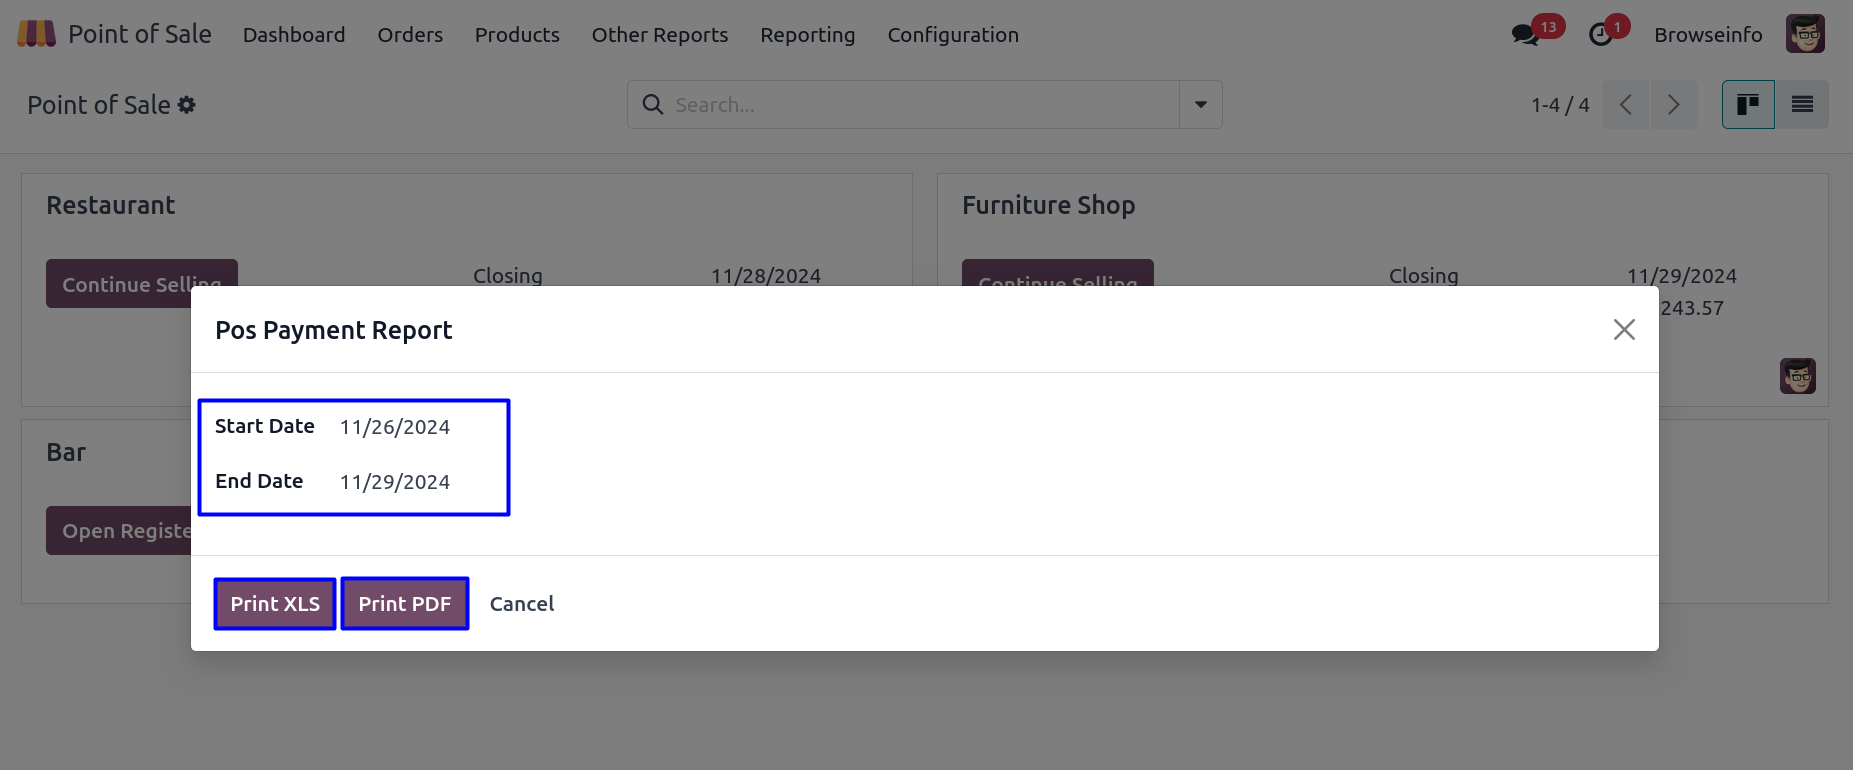 Point of Sale Dashboard Orders Products Other Reports Reporting Configuration 13 1 Browseinfo
Point of Sale Search... 1-4 / 4
Restaurant Furniture Shop
Continue Selling Closing 11/28/2024 Continue Selling Closing 11/29/2024
243.57
Pos Payment Report
Start Date 11/26/2024
End Date 11/29/2024
Bar
Open Registe
Print XLS Print PDF Cancel